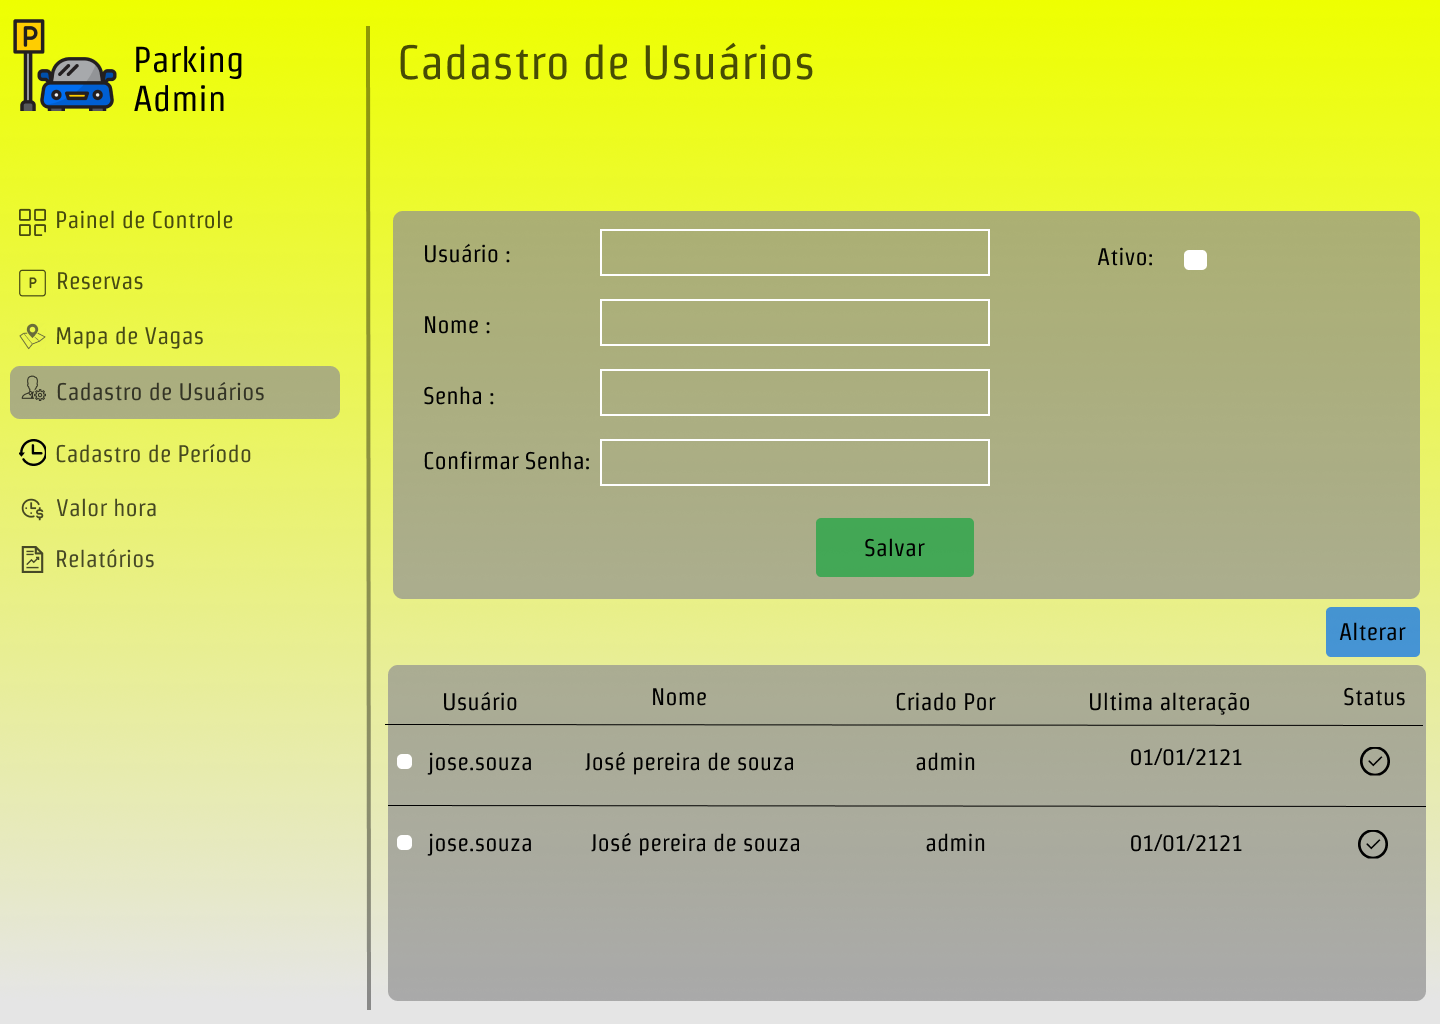 P
Parking
Admin
Painel de Controle
P
Reservas
Mapa de Vagas
Cadastro de Usuários
Cadastro de Período
$
Valor hora
Relatórios
Cadastro de Usuários
Usuário :
Ativo:
Nome :
Senha :
Confirmar Senha:
Salvar
Alterar
Usuário Nome Criado Por Ultima alteração Status
jose.souza José pereira de souza admin 01/01/2121
jose.souza José pereira de souza admin 01/01/2121